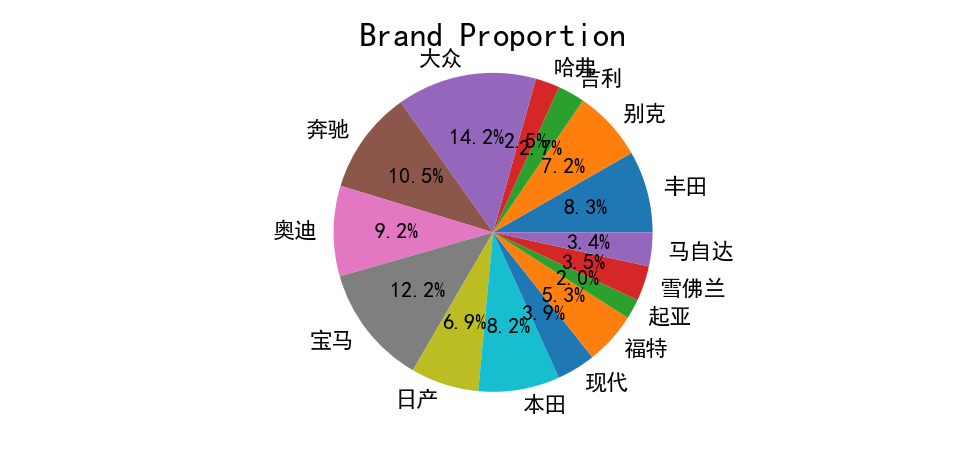 Brand Proportion
丰田
8.3%
别克
7.2%
吉利
2.7%
哈弗
2.5%
大众
14.2%
奔驰
10.5%
奥迪
9.2%
宝马
12.2%
日产
6.9%
本田
8.2%
现代
3.9%
福特
5.3%
起亚
2.0%
雪佛兰
3.5%
马自达
3.4%